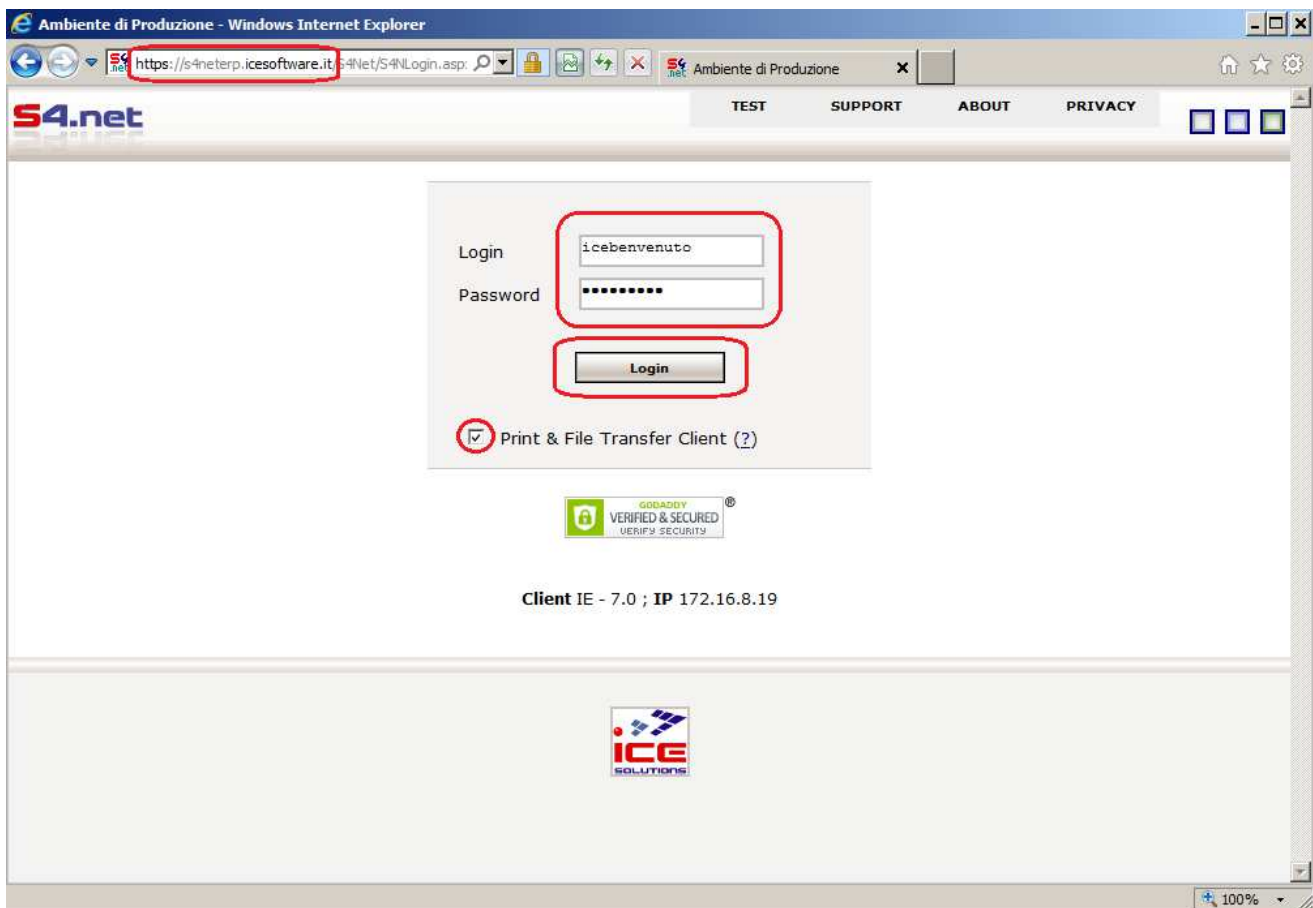 Ambiente di Produzione - Windows Internet Explorer
https://s4neterp.icesoftware.it/S4Net/S4NLogin.asp:
S4 .net Ambiente di Produzione
S4.net
TEST SUPPORT ABOUT PRIVACY
Login icebenvenuto
Password •••••••••
Login
Print & File Transfer Client (?)
GODADDY ®
VERIFIED & SECURED
VERIFY SECURITY
Client IE - 7.0 ; IP 172.16.8.19
iCE
SOLUTIONS
100%